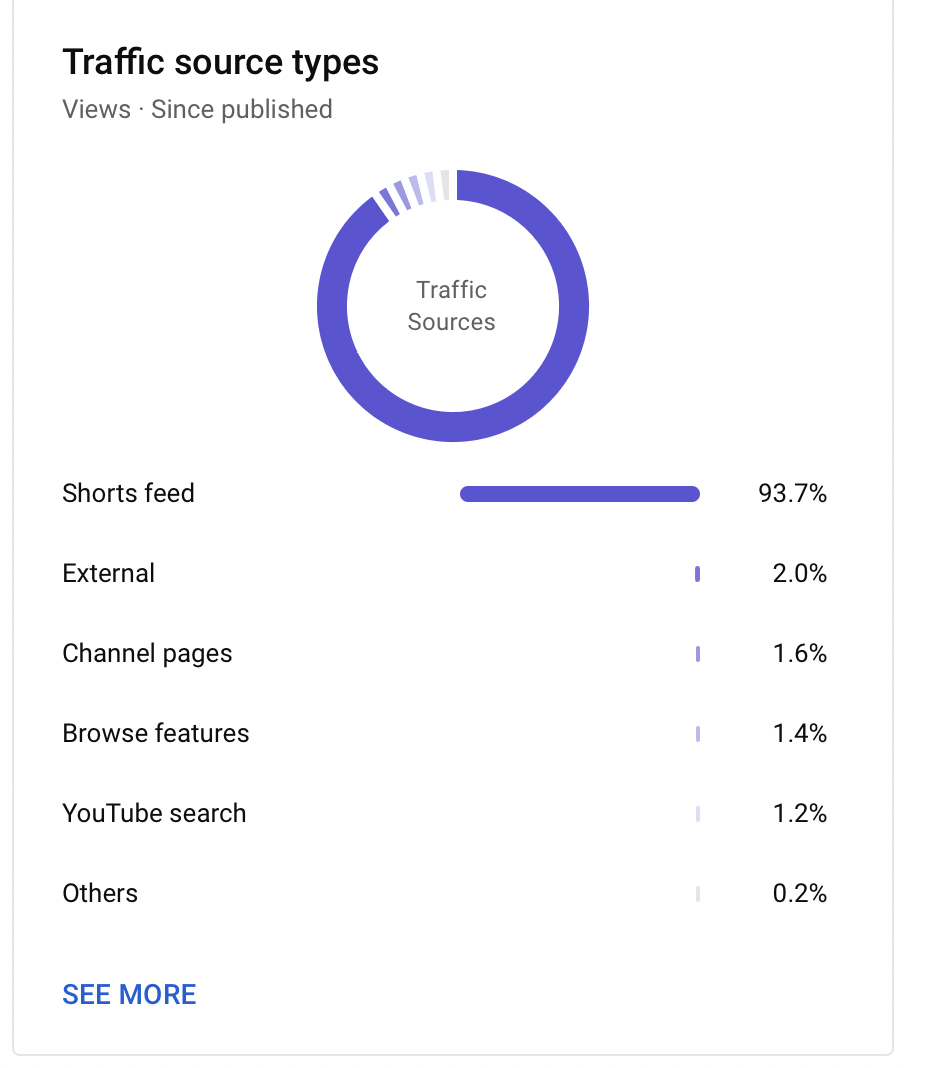 Traffic source types
Views · Since published
Traffic
Sources
Shorts feed 93.7%
External 2.0%
Channel pages 1.6%
Browse features 1.4%
YouTube search 1.2%
Others 0.2%
SEE MORE